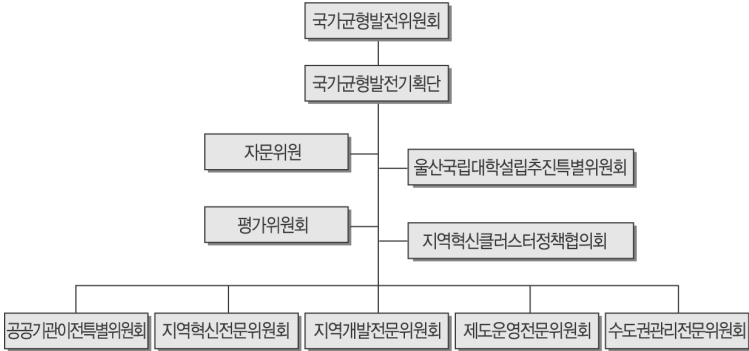 국가균형발전위원회
국가균형발전기획단
자문위원
울산국립대학설립추진특별위원회
평가위원회
지역혁신클러스터정책협의회
공공기관이전특별위원회
지역혁신전문위원회
지역개발전문위원회
제도운영전문위원회
수도권관리전문위원회